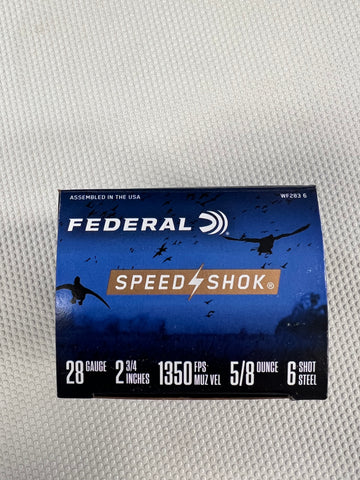 ASSEMBLED IN THE USA WF283 6
FEDERAL®
SPEED SHOK®
28 GAUGE 2 3/4 INCHES 1350 FPS MUZ VEL 5/8 OUNCE 6 SHOT STEEL